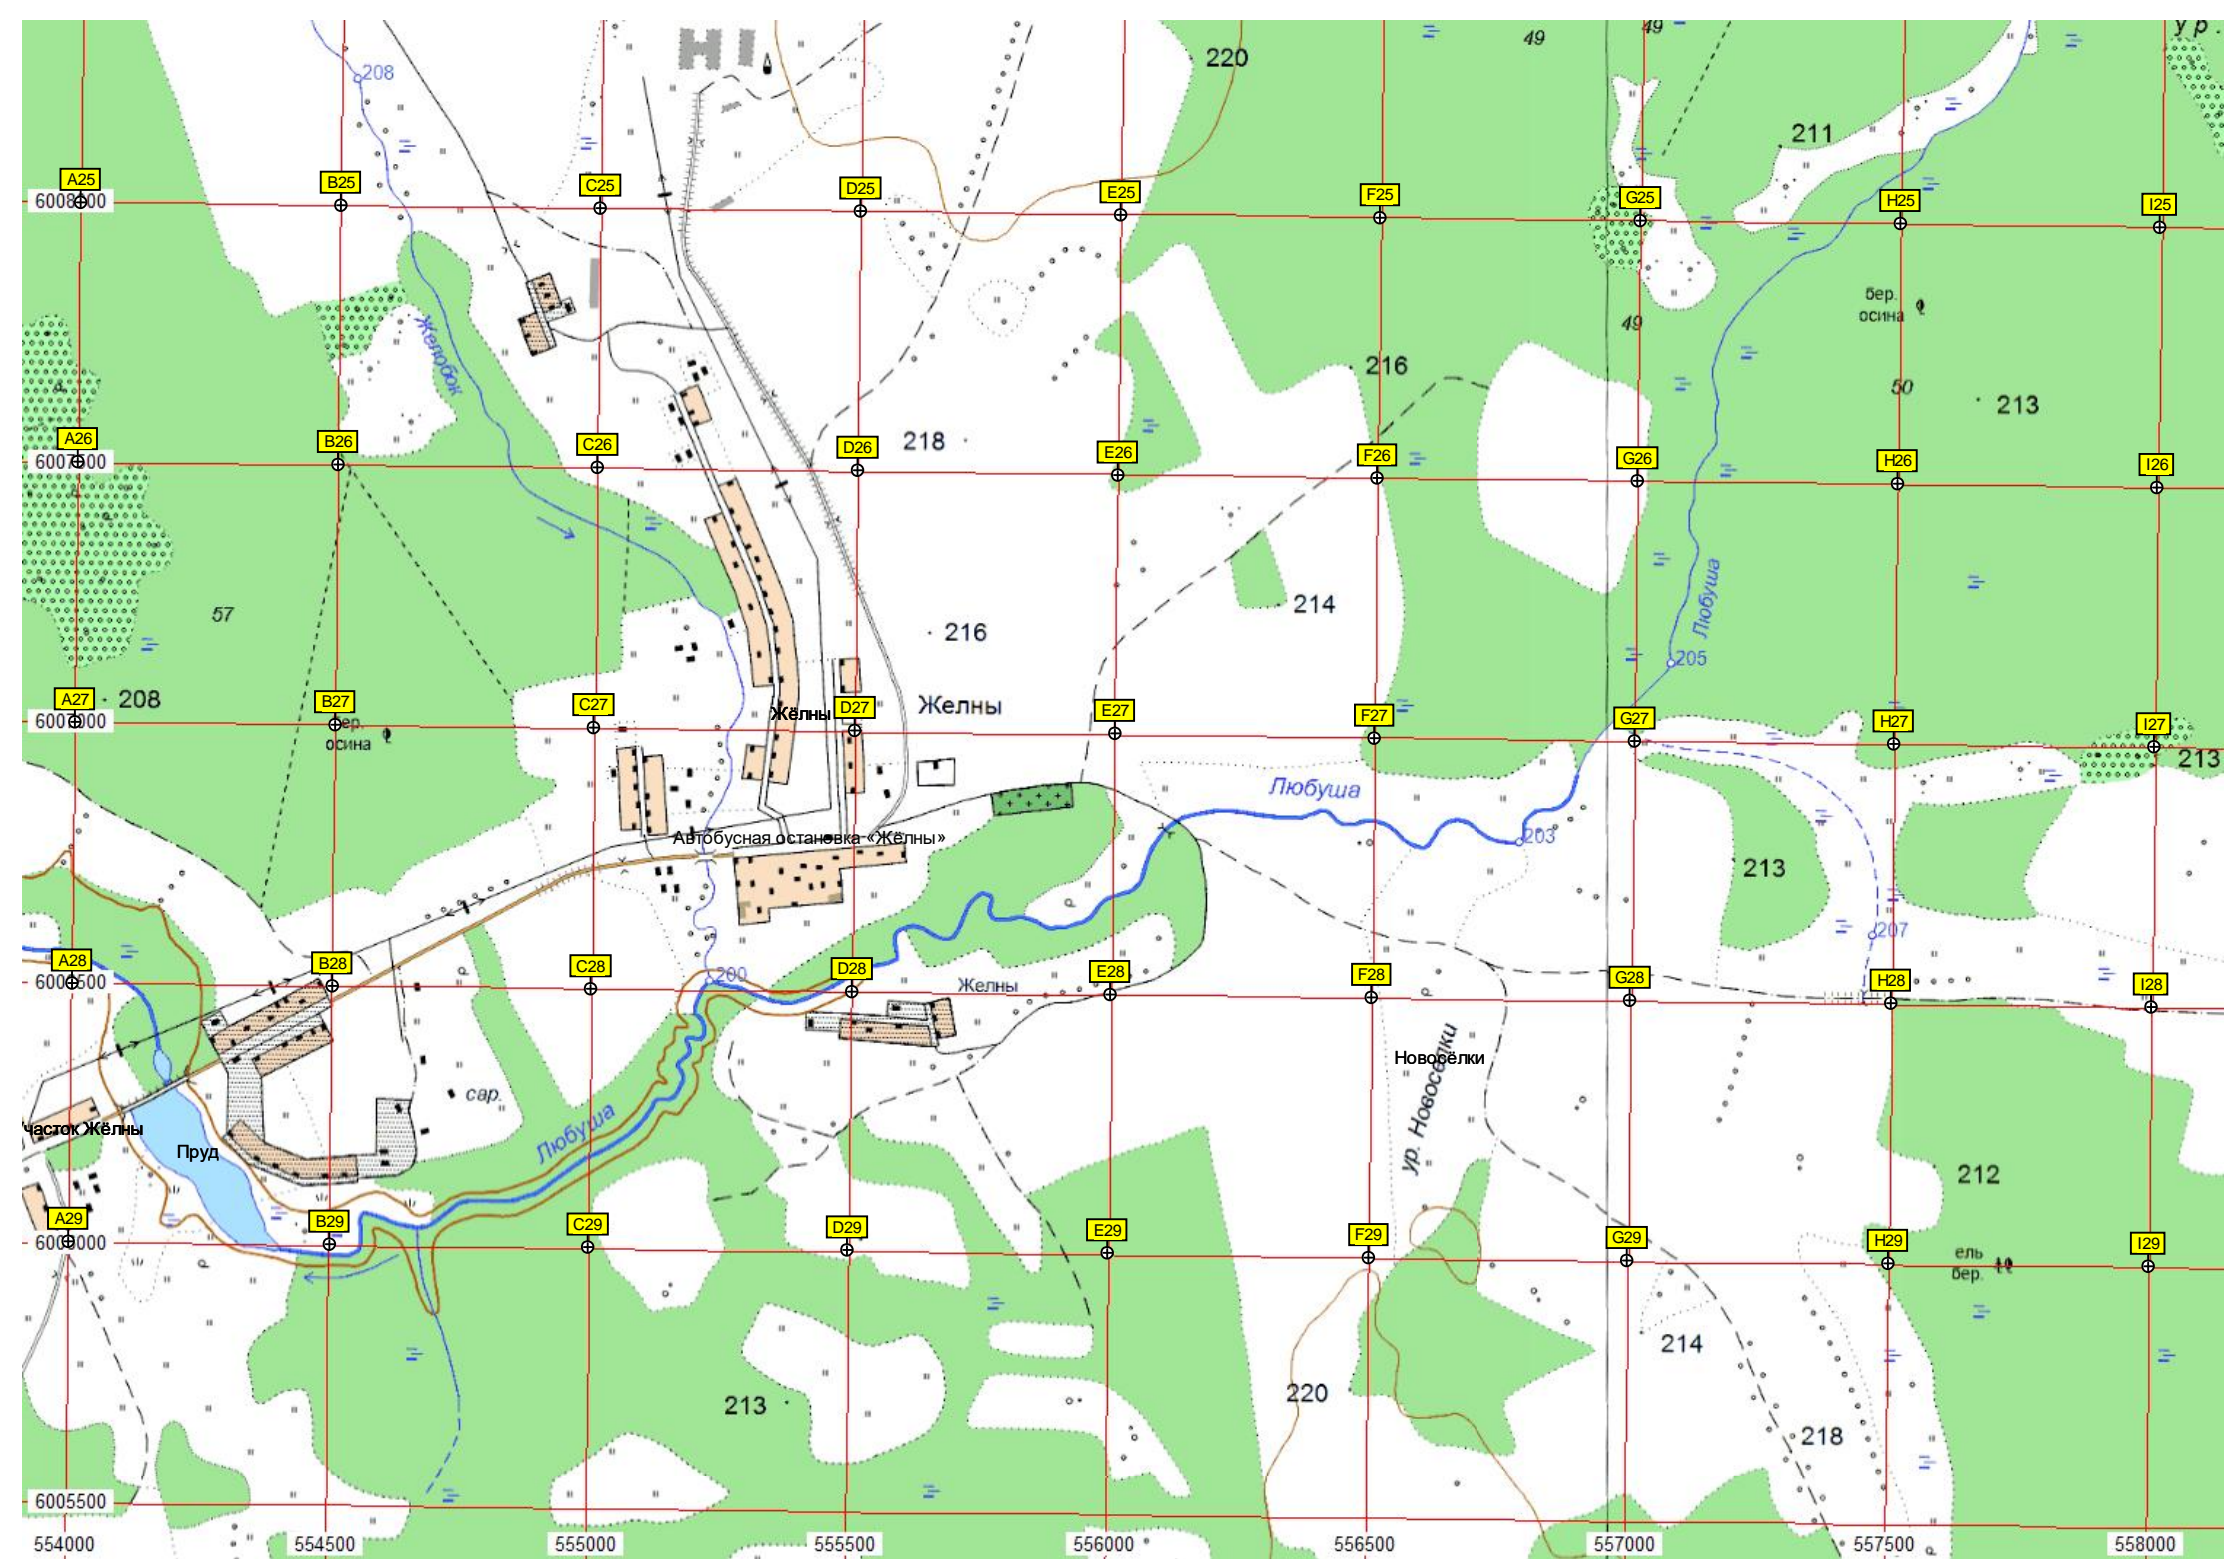 ур.
49
49
220
208
211
A25
B25
C25
D25
E25
F25
G25
H25
I25
6008000
бер.
осина
49
Желобок
216
50
213
218
A26
B26
C26
D26
E26
F26
G26
H26
I26
6007500
57
214
216
Любуша
205
208
Желны
A27
B27
C27
Жёлны
D27
E27
F27
G27
H27
I27
6007000
бер.
осина
213
Любуша
Автобусная остановка «Жёлны»
203
213
207
A28
B28
C28
200
D28
Желны
E28
F28
G28
H28
I28
6006500
Новосёлки
ур. Новоселки
сар.
Любуша
часток Жёлны
Пруд
212
A29
B29
C29
D29
E29
F29
G29
H29
I29
6006000
ель
бер.
214
220
213
218
6005500
554000
554500
555000
555500
556000
556500
557000
557500
558000